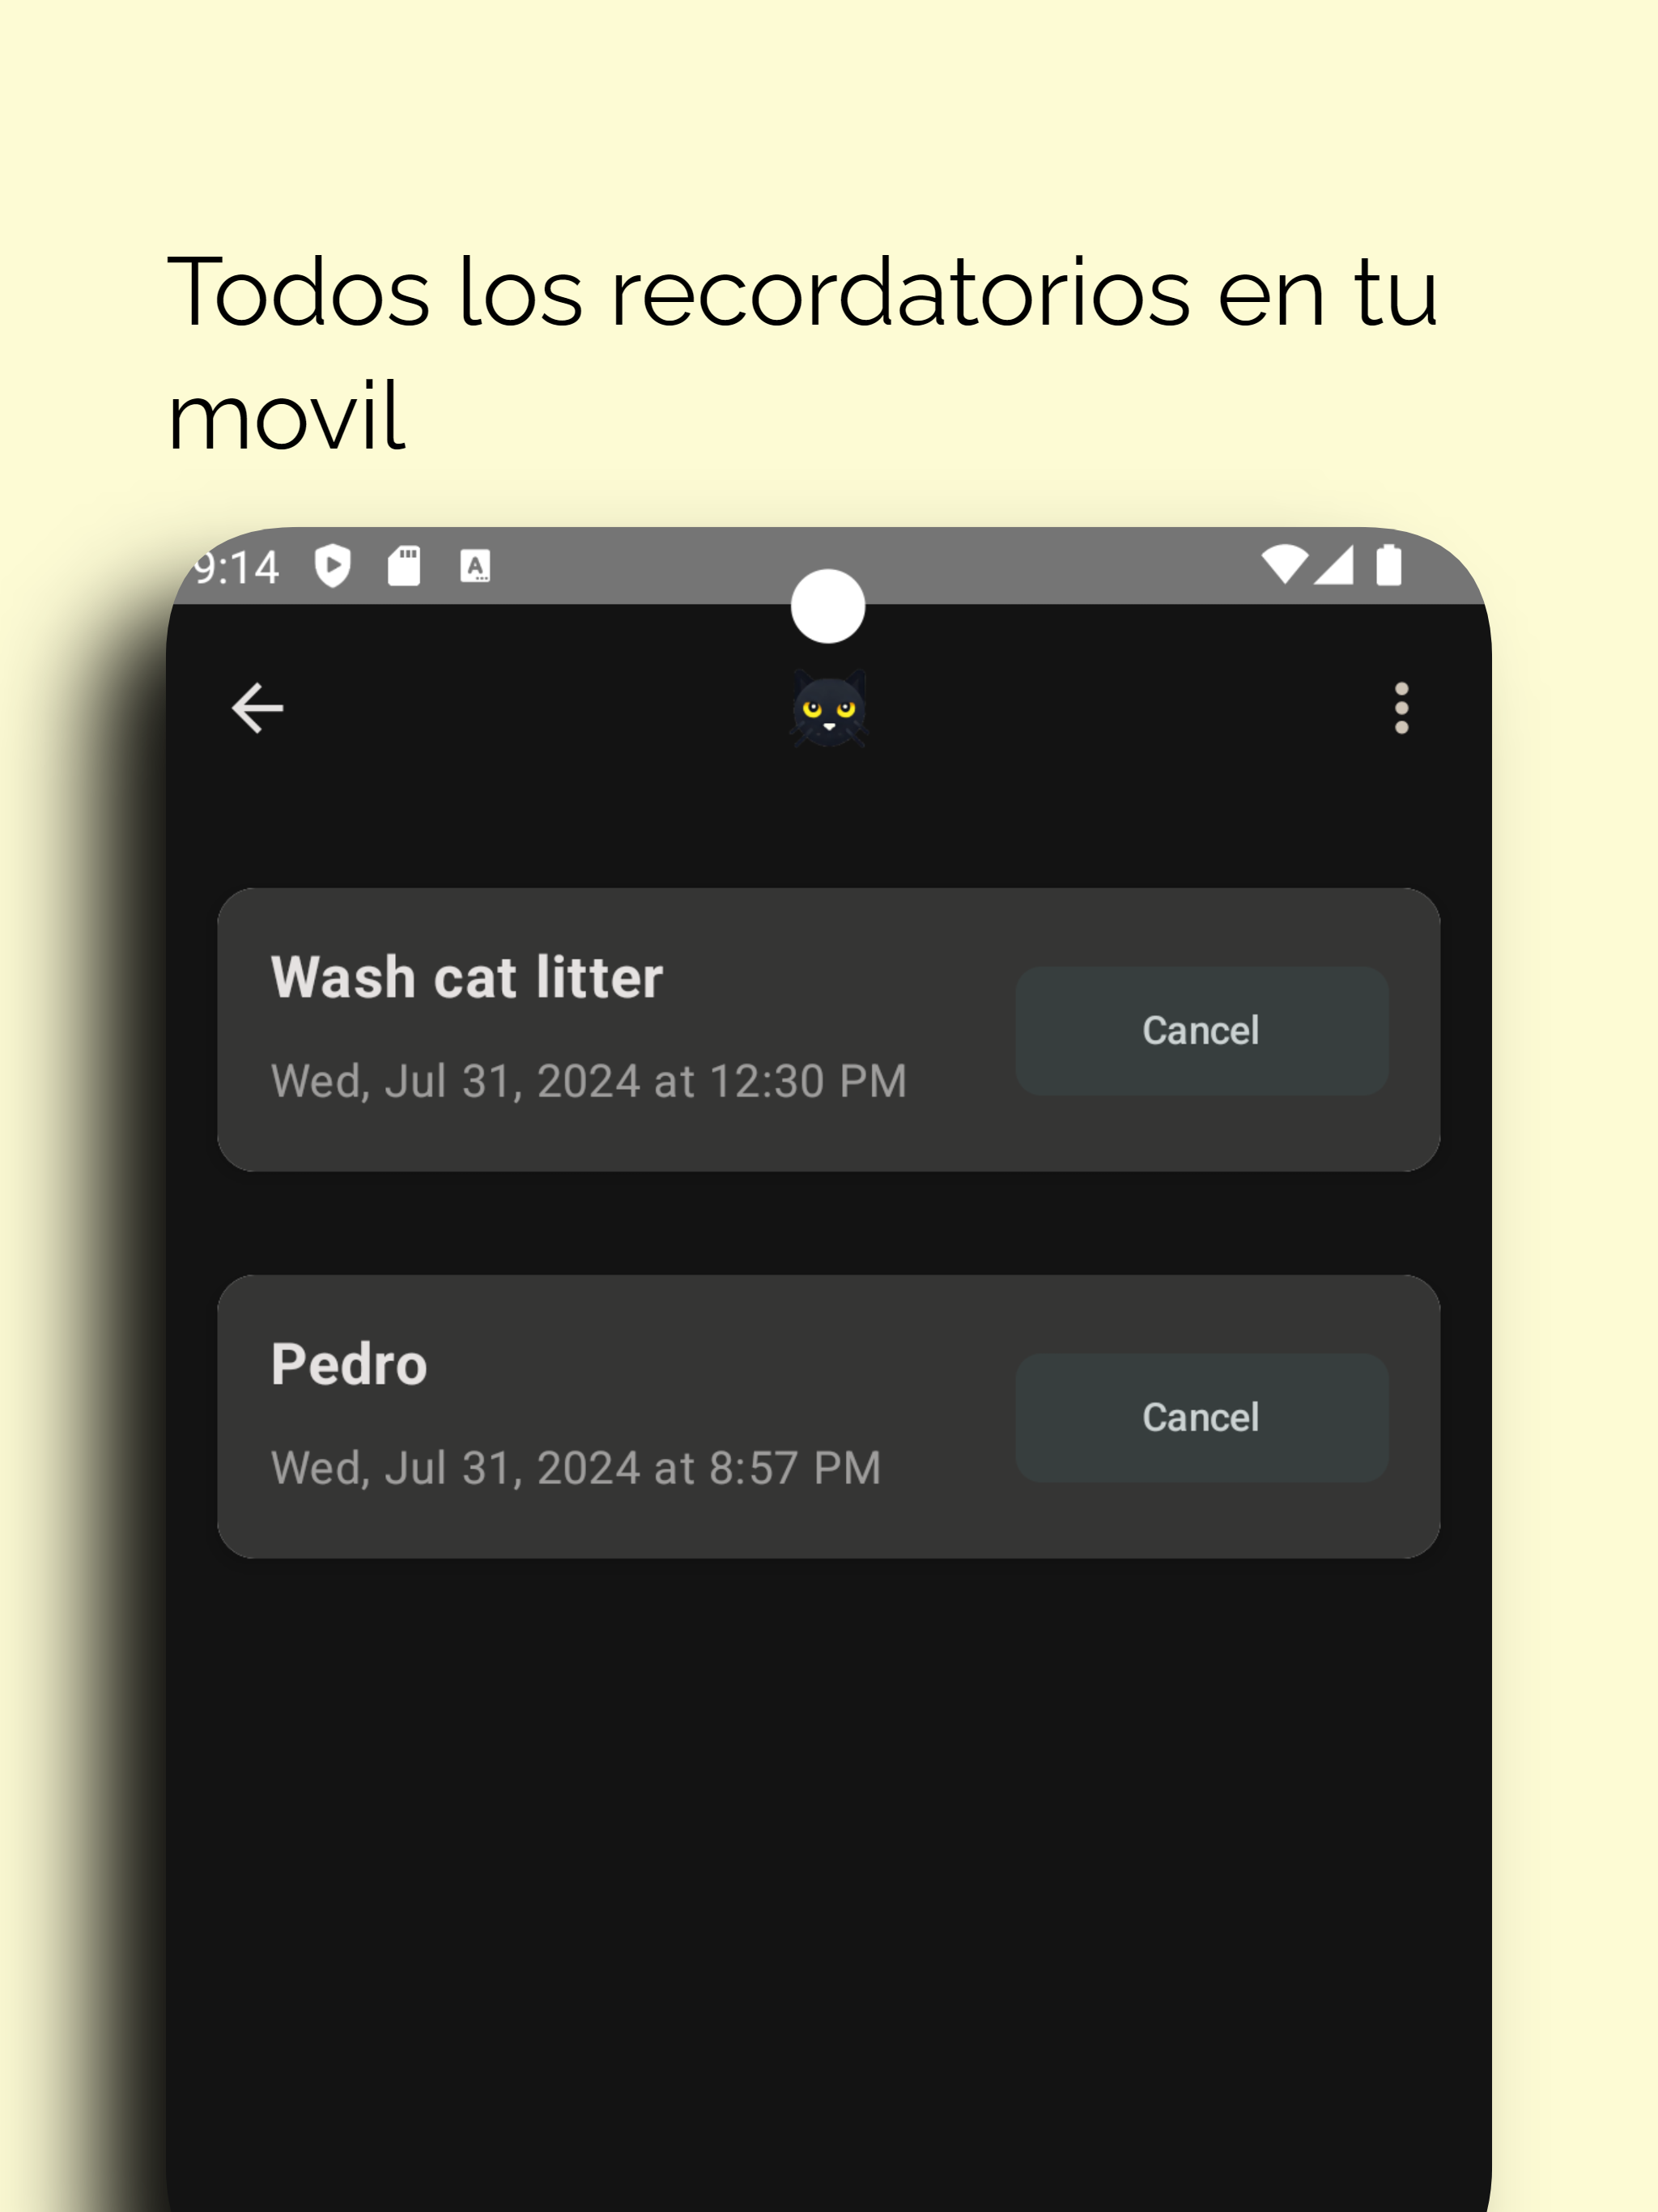 Todos los recordatorios en tu
movil
9:14
Wash cat litter
Cancel
Wed, Jul 31, 2024 at 12:30 PM
Pedro
Cancel
Wed, Jul 31, 2024 at 8:57 PM